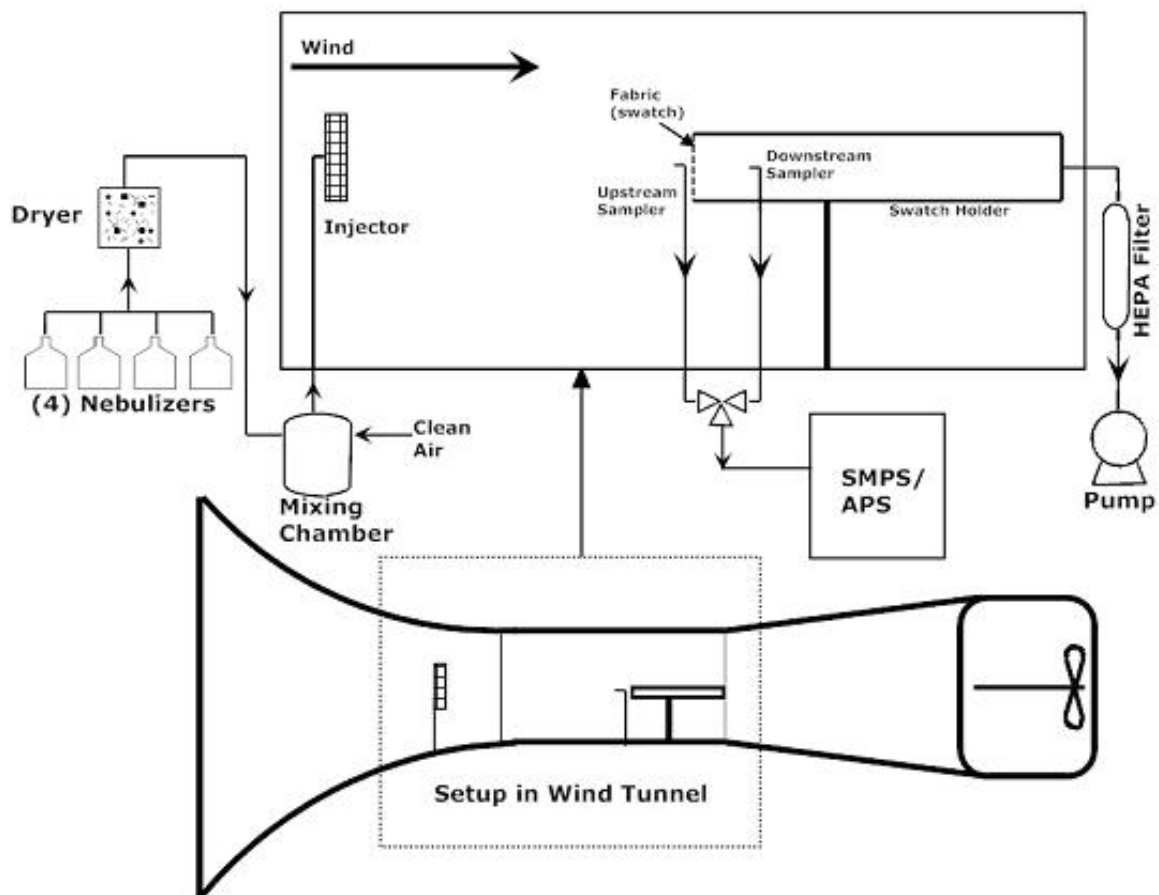 Wind
Fabric
(swatch)
Downstream
Sampler
Upstream
Sampler
Swatch Holder
Injector
Dryer
HEPA Filter
(4) Nebulizers
Clean
Air
Mixing
Chamber
SMPS/
APS
Pump
Setup in Wind Tunnel